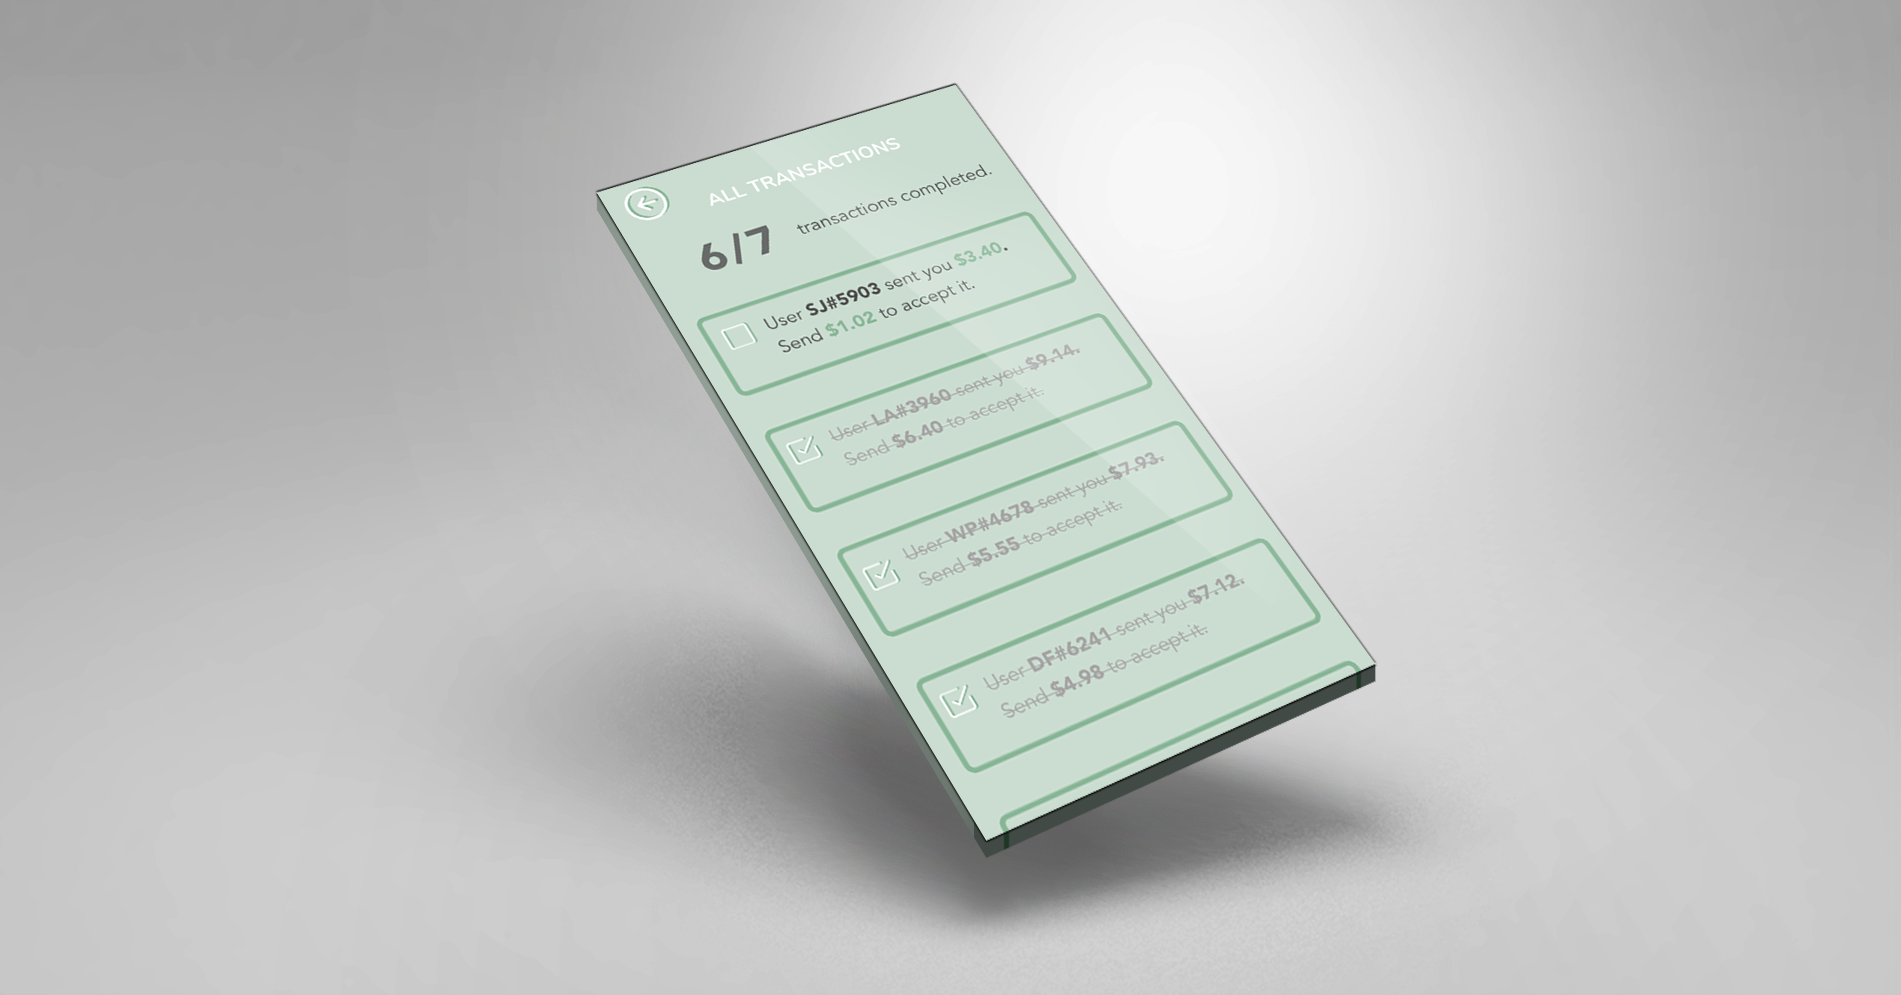 ALL TRANSACTIONS
6/7 transactions completed.
User SJ#5903 sent you $3.40.
Send $1.02 to accept it.
User LA#3960 sent you $9.14.
Send $6.40 to accept it.
User WP#4678 sent you $7.93.
Send $5.55 to accept it.
User DF#6241 sent you $7.12.
Send $4.98 to accept it.